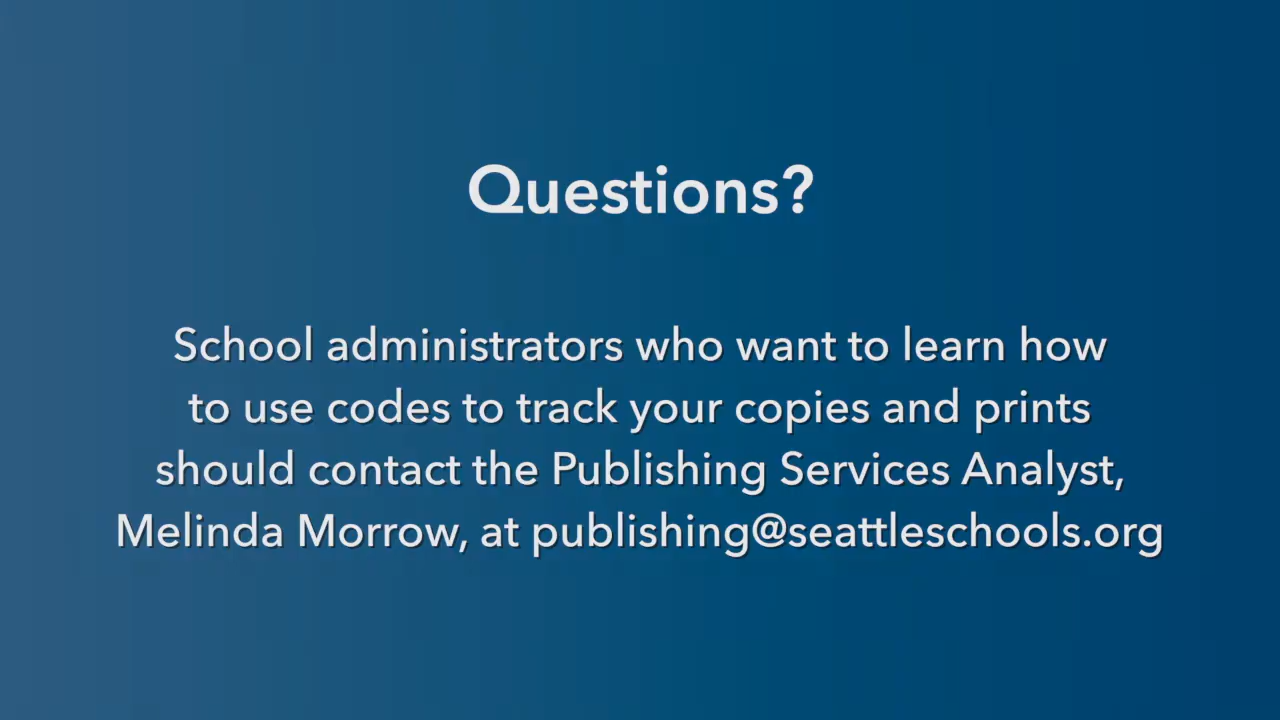 Questions?
School administrators who want to learn how
to use codes to track your copies and prints
should contact the Publishing Services Analyst,
Melinda Morrow, at publishing@seattleschools.org